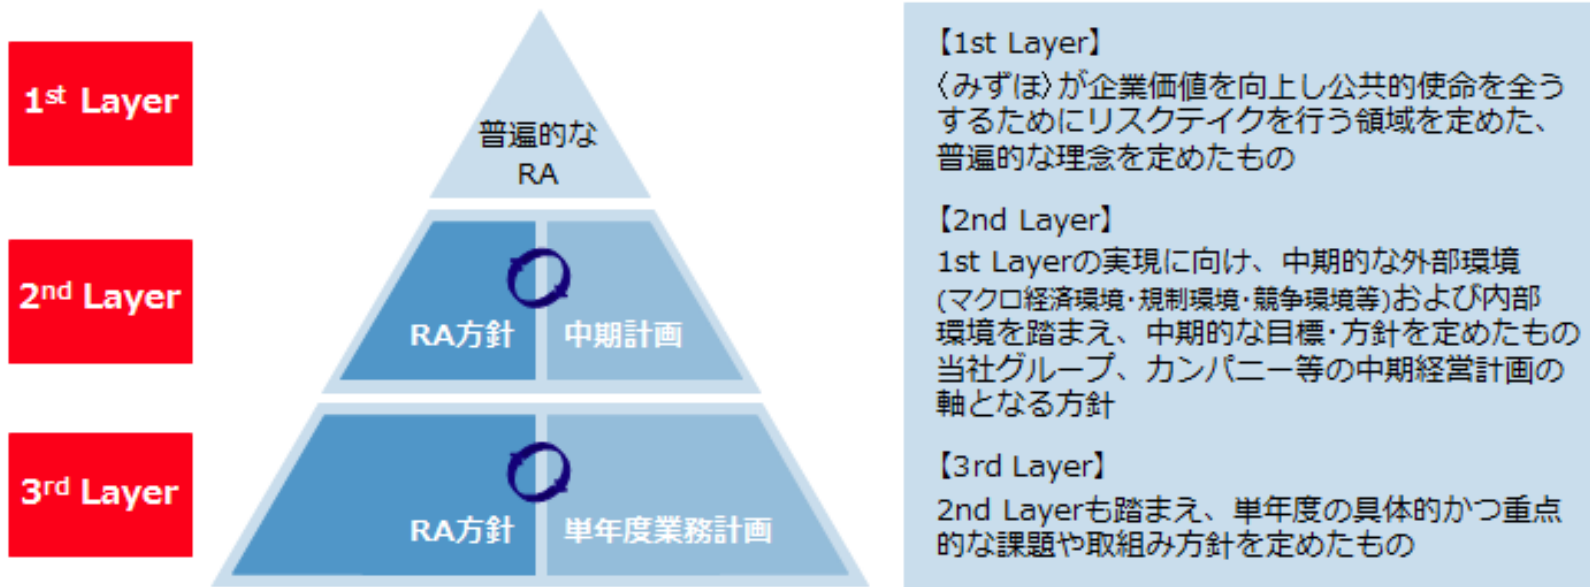 1st Layer
普遍的な
RA
2nd Layer
RA方針
中期計画
3rd Layer
RA方針
単年度業務計画
【1st Layer】
〈みずほ〉が企業価値を向上し公共的使命を全う
するためにリスクテイクを行う領域を定めた、
普遍的な理念を定めたもの
【2nd Layer】
1st Layerの実現に向け、中期的な外部環境
(マクロ経済環境・規制環境・競争環境等)および内部
環境を踏まえ、中期的な目標・方針を定めたもの
当社グループ、カンパニー等の中期経営計画の
軸となる方針
【3rd Layer】
2nd Layerも踏まえ、単年度の具体的かつ重点
的な課題や取組み方針を定めたもの